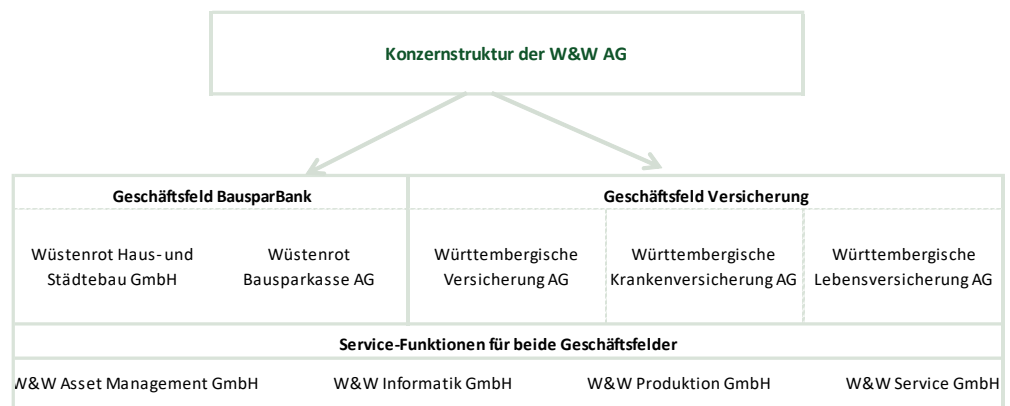 Konzernstruktur der W&W AG
Geschäftsfeld BausparBank
Geschäftsfeld Versicherung
Wüstenrot Haus- und
Städtebau GmbH
Wüstenrot
Bausparkasse AG
Württembergische
Versicherung AG
Württembergische
Krankenversicherung AG
Württembergische
Lebensversicherung AG
Service-Funktionen für beide Geschäftsfelder
W&W Asset Management GmbH
W&W Informatik GmbH
W&W Produktion GmbH
W&W Service GmbH